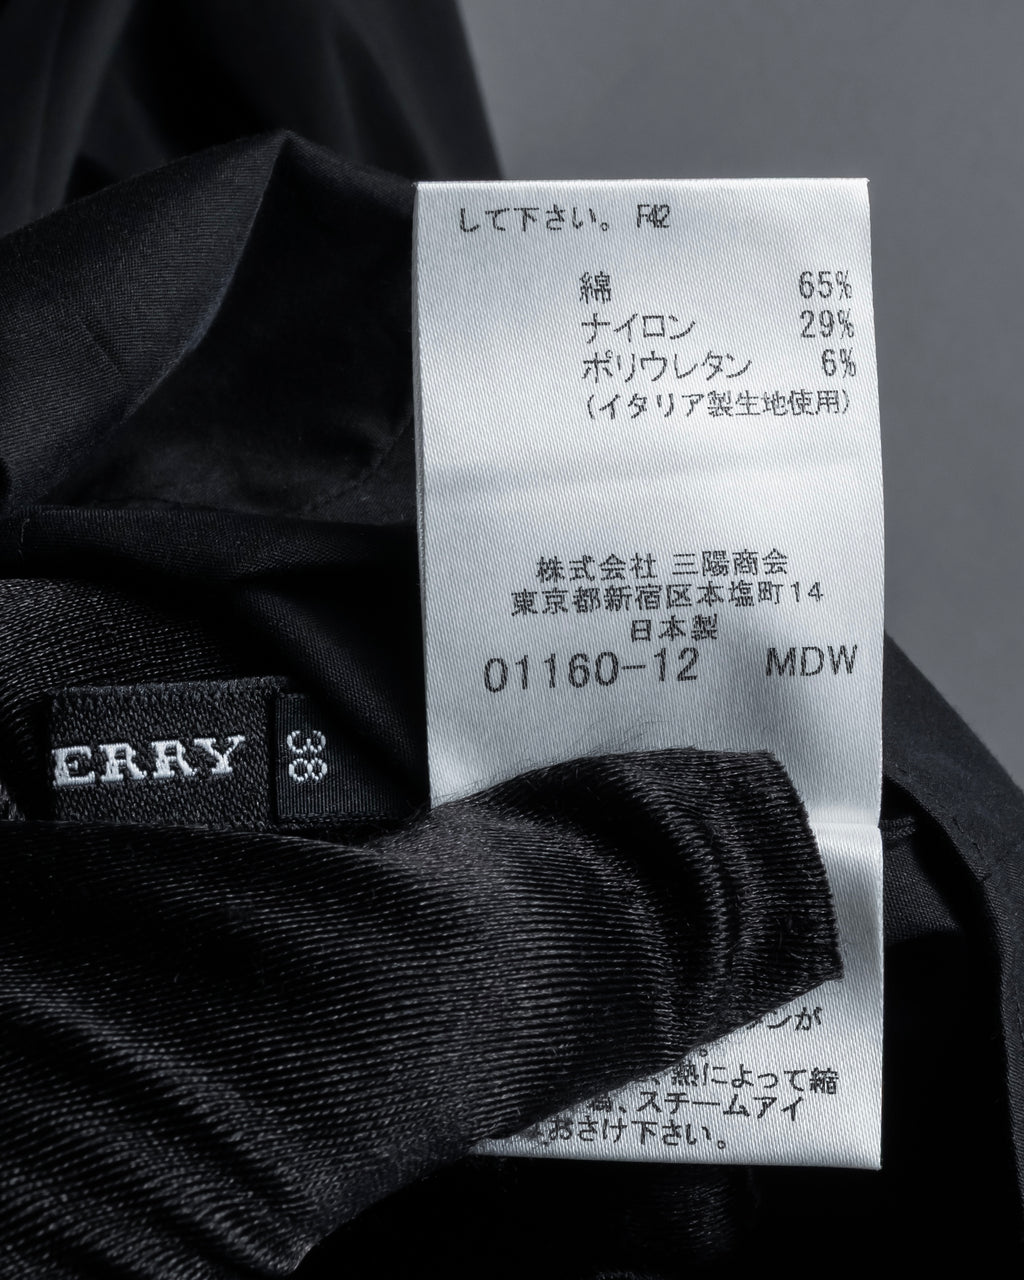 して下さい。 F42
綿 65%
ナイロン 29%
ポリウレタン 6%
(イタリア製生地使用)
株式会社 三陽商会
東京都新宿区本塩町14
日本製
01160-12 MDW
ERRY
38
ンが
。
、熱によって縮
、スチームアイ
おさけ下さい。